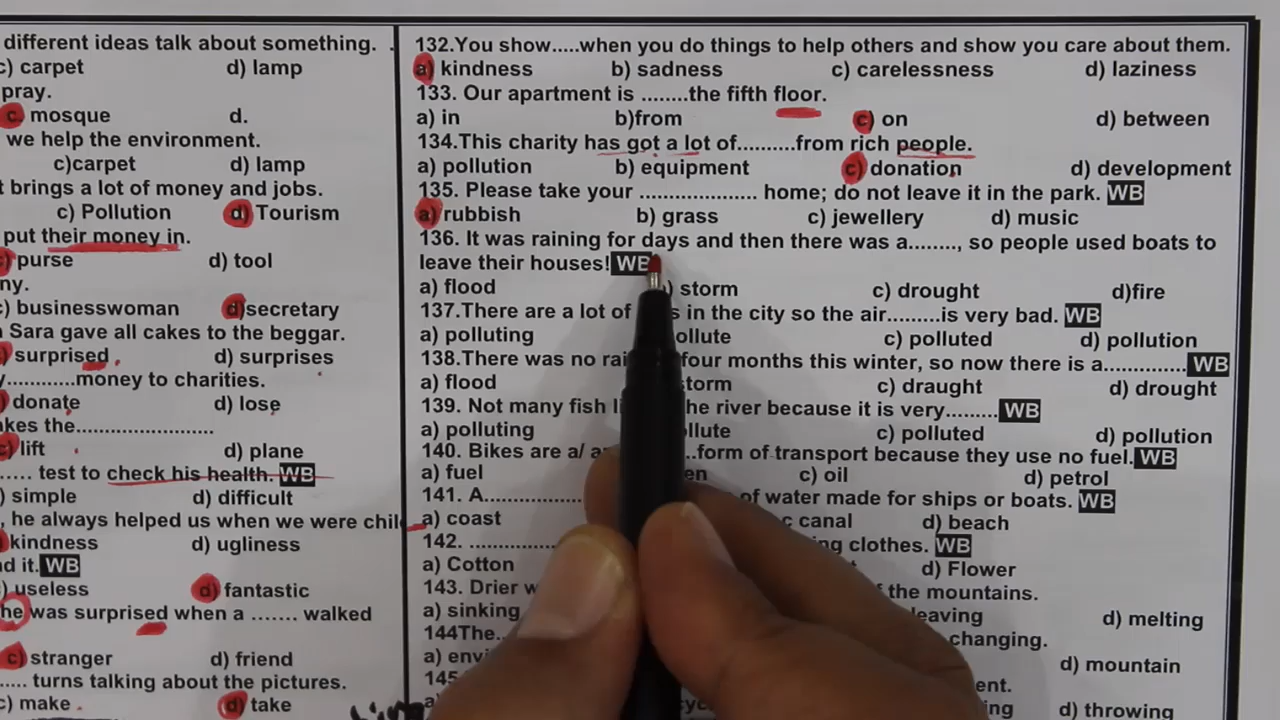 different ideas talk about something. .
c) carpet d) lamp
pray.
c. mosque d.
we help the environment.
c)carpet d) lamp
t brings a lot of money and jobs.
c) Pollution d) Tourism
put their money in.
) purse d) tool
ny.
c) businesswoman d)secretary
Sara gave all cakes to the beggar.
) surprised d) surprises
y............money to charities.
) donate d) lose
kes the......................
c) lift d) plane
..... test to check his health. WB
) simple d) difficult
, he always helped us when we were chil
kindness d) ugliness
d it. WB
) useless d) fantastic
he was surprised when a ....... walked
c) stranger d) friend
..... turns talking about the pictures.
c) make d) take
132.You show.....when you do things to help others and show you care about them.
a) kindness b) sadness c) carelessness d) laziness
133. Our apartment is ........the fifth floor.
a) in b)from c) on d) between
134.This charity has got a lot of..........from rich people.
a) pollution b) equipment c) donation d) development
135. Please take your .................... home; do not leave it in the park. WB
a) rubbish b) grass c) jewellery d) music
136. It was raining for days and then there was a........, so people used boats to
leave their houses! WB
a) flood ) storm c) drought d)fire
137.There are a lot of s in the city so the air.........is very bad. WB
a) polluting ollute c) polluted d) pollution
138.There was no rai four months this winter, so now there is a.............. WB
a) flood storm c) draught d) drought
139. Not many fish li he river because it is very......... WB
a) polluting ollute c) polluted d) pollution
140. Bikes are a/ a ..form of transport because they use no fuel. WB
a) fuel en c) oil d) petrol
141. A................ of water made for ships or boats. WB
a) coast c canal d) beach
142. ............ ng clothes. WB
a) Cotton d) Flower
143. Drier w the mountains.
a) sinking leaving d) melting
144The.. changing.
a) envi d) mountain
145 ent.
a) cyc ing d) throwing